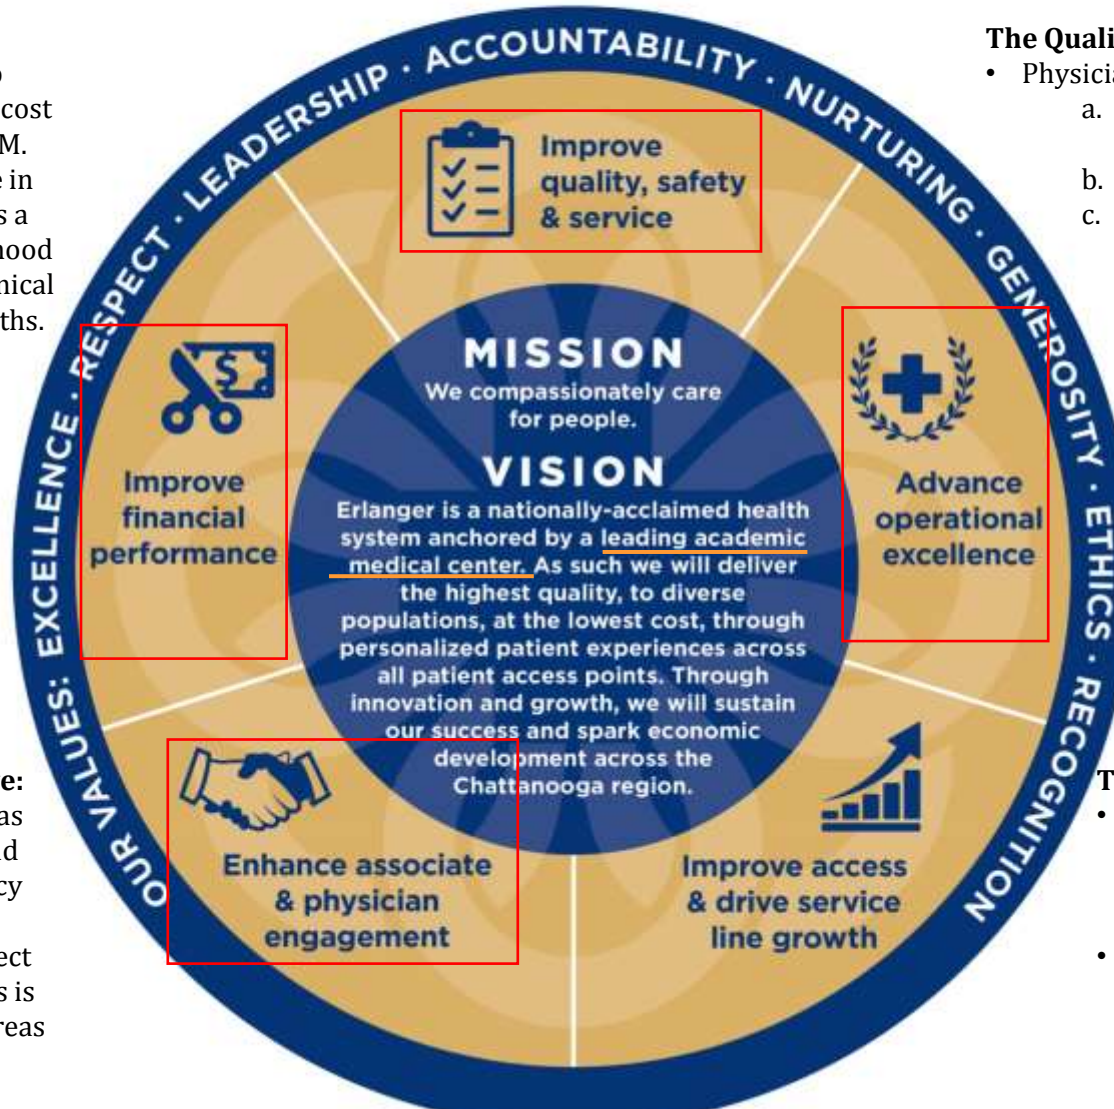 cost
M.
e in
s a
hood
nical
ths.
OUR VALUES: EXCELLENCE · RESPECT · LEADERSHIP · ACCOUNTABILITY · NURTURING · GENEROSITY · ETHICS · RECOGNITION
The Quali
• Physicia
a.
b.
c.
Improve
quality, safety
& service
Improve
financial
performance
MISSION
We compassionately care
for people.
VISION
Erlanger is a nationally-acclaimed health
system anchored by a leading academic
medical center. As such we will deliver
the highest quality, to diverse
populations, at the lowest cost, through
personalized patient experiences across
all patient access points. Through
innovation and growth, we will sustain
our success and spark economic
development across the
Chattanooga region.
Advance
operational
excellence
e:
as
cy
ect
s is
reas
Enhance associate
& physician
engagement
Improve access
& drive service
line growth
T
•
•